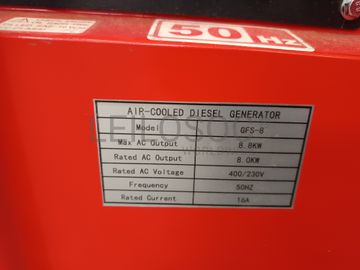 50 HZ
AIR-COOLED DIESEL GENERATOR
Model GFS-8
Max AC Output 8.8KW
Rated AC Output 8.0KW
Rated AC Voltage 400/230V
Frequency 50HZ
Rated Current 16A